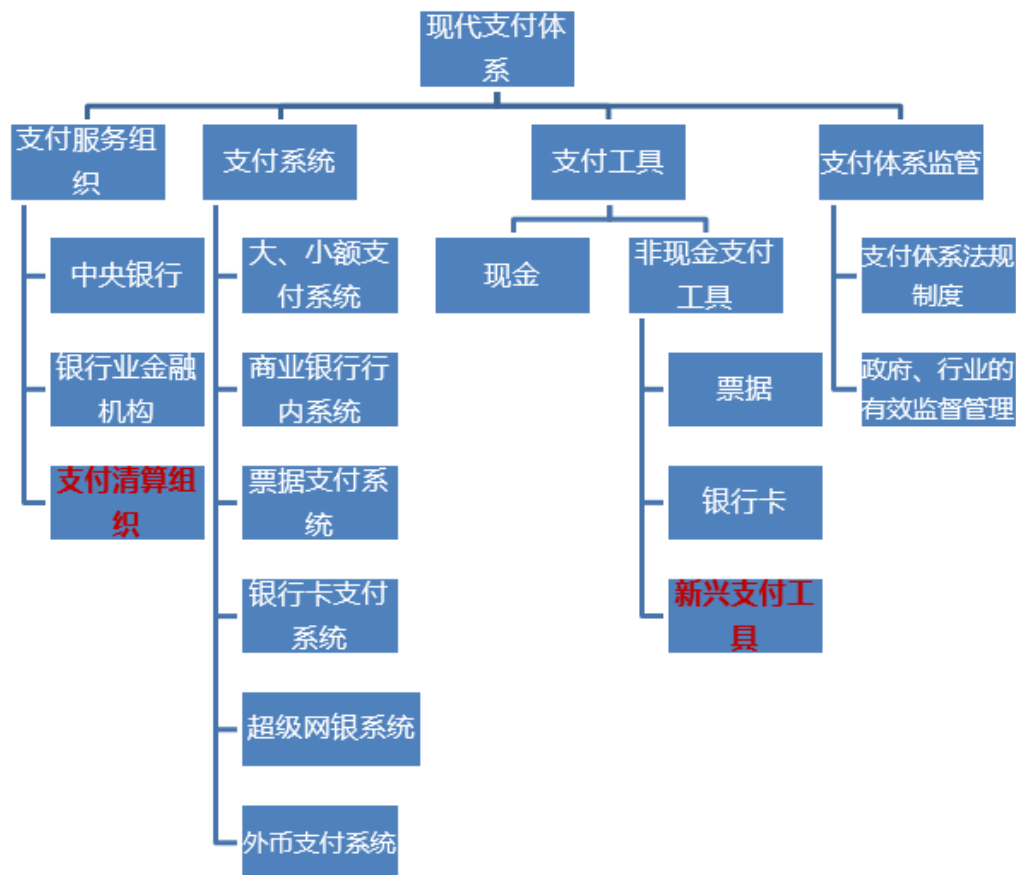 现代支付体
系
支付服务组
织
支付系统
支付工具
支付体系监管
中央银行
银行业金融
机构
支付清算组
织
大、小额支
付系统
商业银行行
内系统
票据支付系
统
银行卡支付
系统
超级网银系统
外币支付系统
现金
非现金支付
工具
票据
银行卡
新兴支付工
具
支付体系法规
制度
政府、行业的
有效监督管理